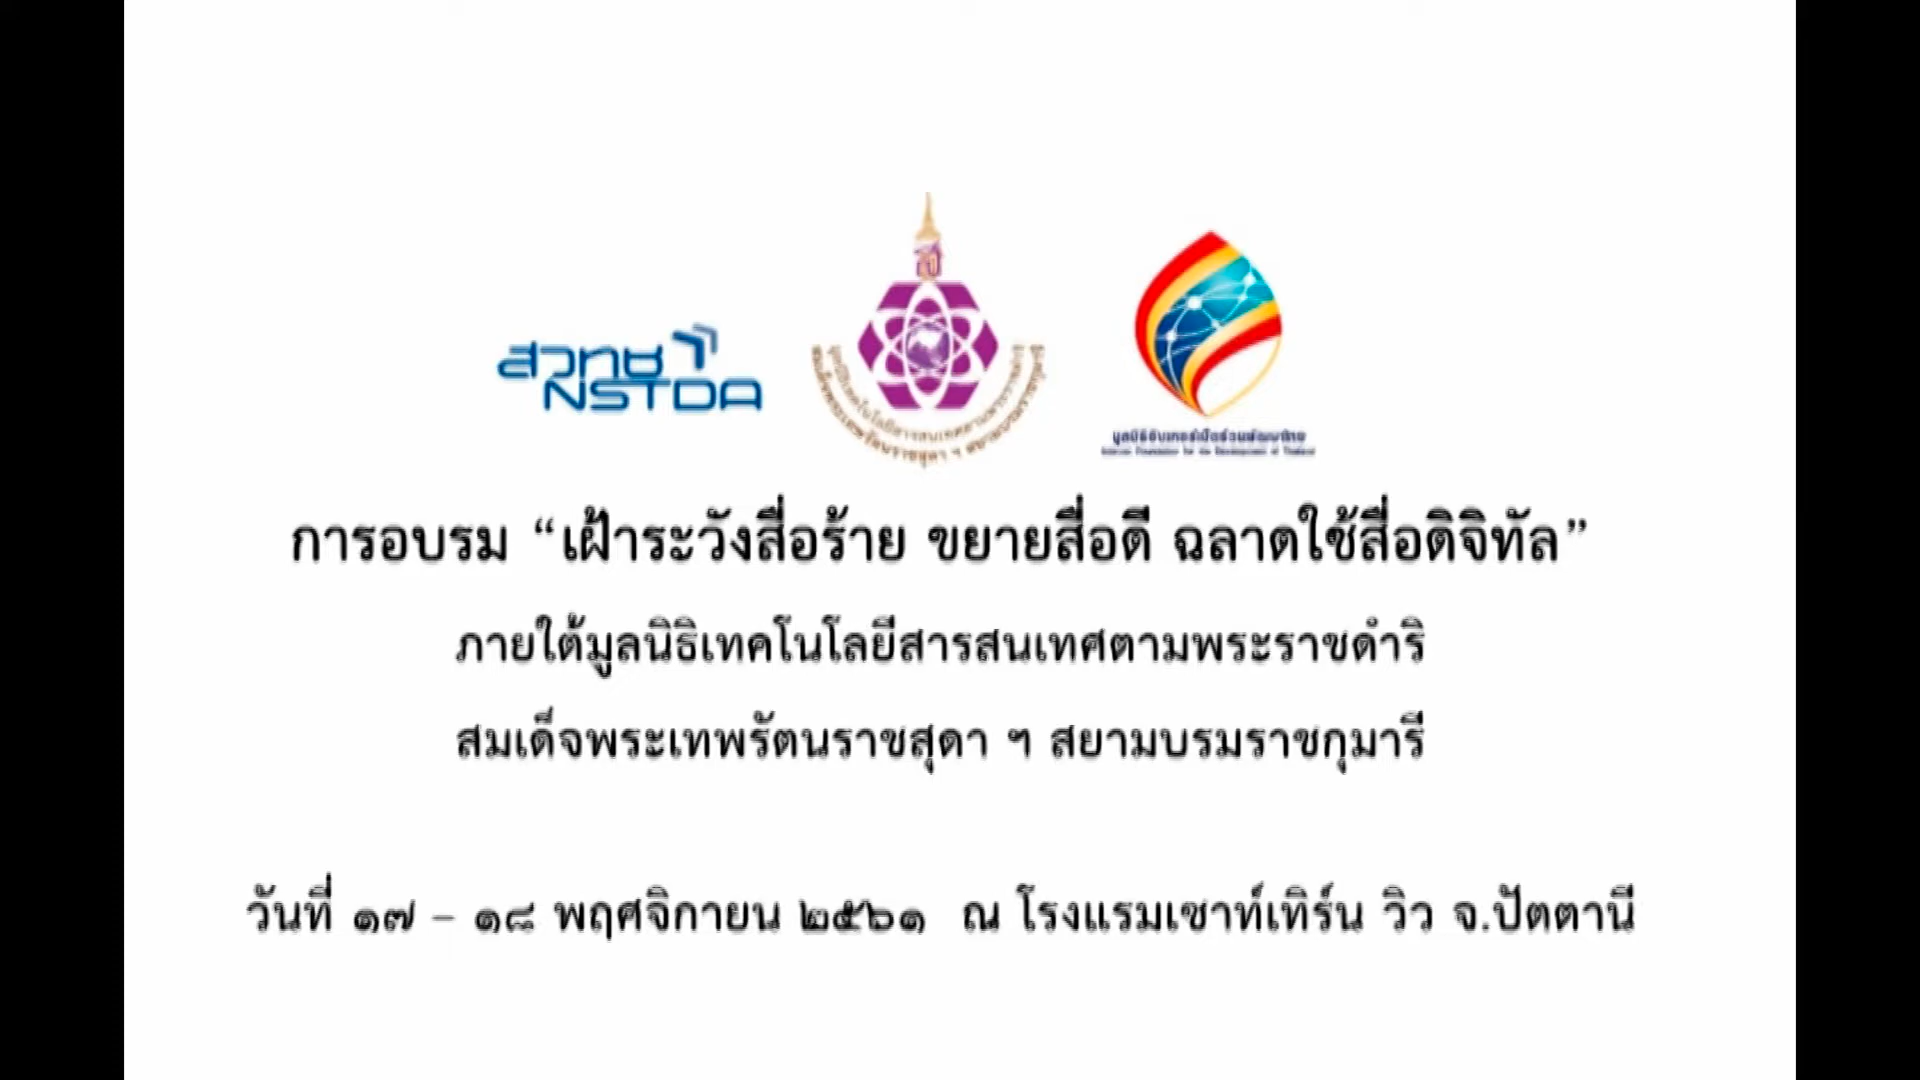 สวทช
NSTDA
การอบรม “เฝ้าระวังสื่อร้าย ขยายสื่อดี ฉลาดใช้สื่อดิจิทัล”
ภายใต้มูลนิธิเทคโนโลยีสารสนเทศตามพระราชดำริ
สมเด็จพระเทพรัตนราชสุดา ฯ สยามบรมราชกุมารี
วันที่ ๑๗ – ๑๘ พฤศจิกายน ๒๕๖๑ ณ โรงแรมเซาท์เทิร์น วิว จ.ปัตตานี